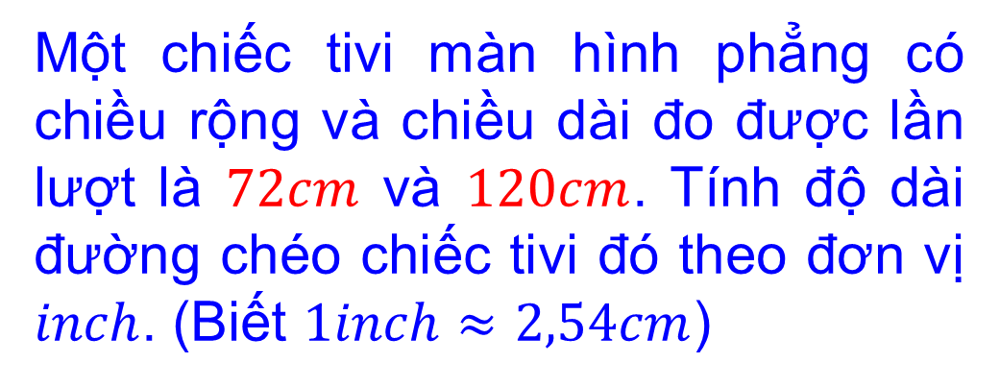 Một chiếc tivi màn hình phẳng có
chiều rộng và chiều dài đo được lần
lượt là 72cm và 120cm. Tính độ dài
đường chéo chiếc tivi đó theo đơn vị
inch. (Biết 1inch ≈ 2,54cm)